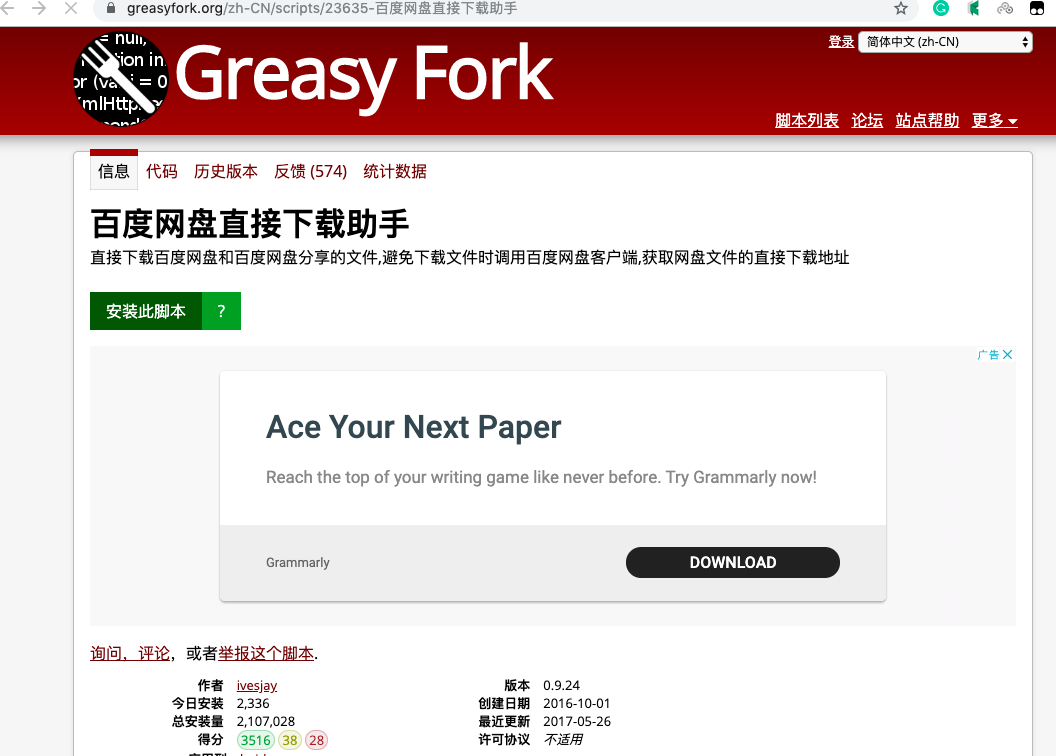 greasyfork.org/zh-CN/scripts/23635-百度网盘直接下载助手
登录 简体中文 (zh-CN)
Greasy Fork
脚本列表 论坛 站点帮助 更多
信息 代码 历史版本 反馈 (574) 统计数据
百度网盘直接下载助手
直接下载百度网盘和百度网盘分享的文件,避免下载文件时调用百度网盘客户端,获取网盘文件的直接下载地址
安装此脚本 ?
广告
Ace Your Next Paper
Reach the top of your writing game like never before. Try Grammarly now!
Grammarly DOWNLOAD
询问，评论，或者举报这个脚本.
作者 ivesjay 版本 0.9.24
今日安装 2,336 创建日期 2016-10-01
总安装量 2,107,028 最近更新 2017-05-26
得分 3516 38 28 许可协议 不适用